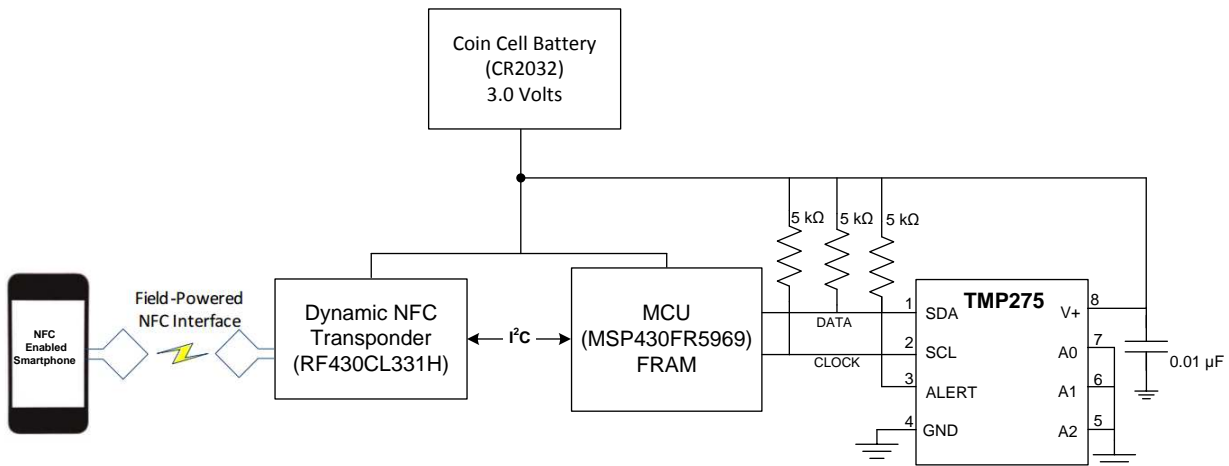 Coin Cell Battery
(CR2032)
3.0 Volts
5 kΩ
5 kΩ
5 kΩ
Field-Powered
NFC Interface
NFC
Enabled
Smartphone
Dynamic NFC
Transponder
(RF430CL331H)
I²C
MCU
(MSP430FR5969)
FRAM
DATA
CLOCK
TMP275
1
SDA
2
SCL
3
ALERT
4
GND
8
V+
7
A0
6
A1
5
A2
0.01 µF